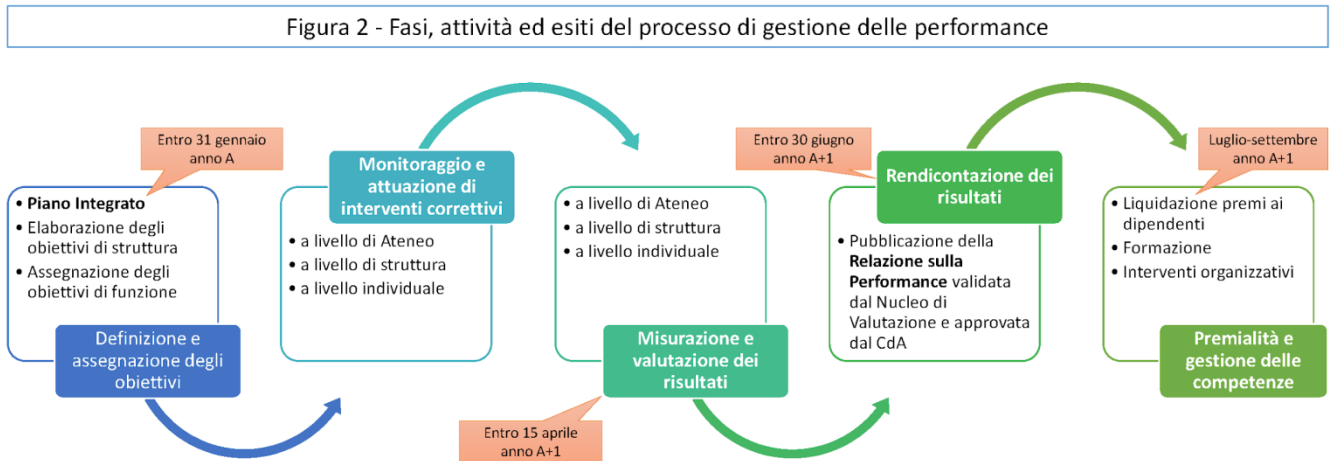 Figura 2 - Fasi, attività ed esiti del processo di gestione delle performance
Entro 31 gennaio
anno A
• Piano Integrato
• Elaborazione degli
obiettivi di struttura
• Assegnazione degli
obiettivi di funzione
Definizione e
assegnazione degli
obiettivi
Monitoraggio e
attuazione di
interventi correttivi
• a livello di Ateneo
• a livello di struttura
• a livello individuale
• a livello di Ateneo
• a livello di struttura
• a livello individuale
Misurazione e
valutazione dei
risultati
Entro 15 aprile
anno A+1
Entro 30 giugno
anno A+1
Rendicontazione dei
risultati
• Pubblicazione della
Relazione sulla
Performance validata
dal Nucleo di
Valutazione e approvata
dal CdA
Luglio-settembre
anno A+1
• Liquidazione premi ai
dipendenti
• Formazione
• Interventi organizzativi
Premialità e
gestione delle
competenze